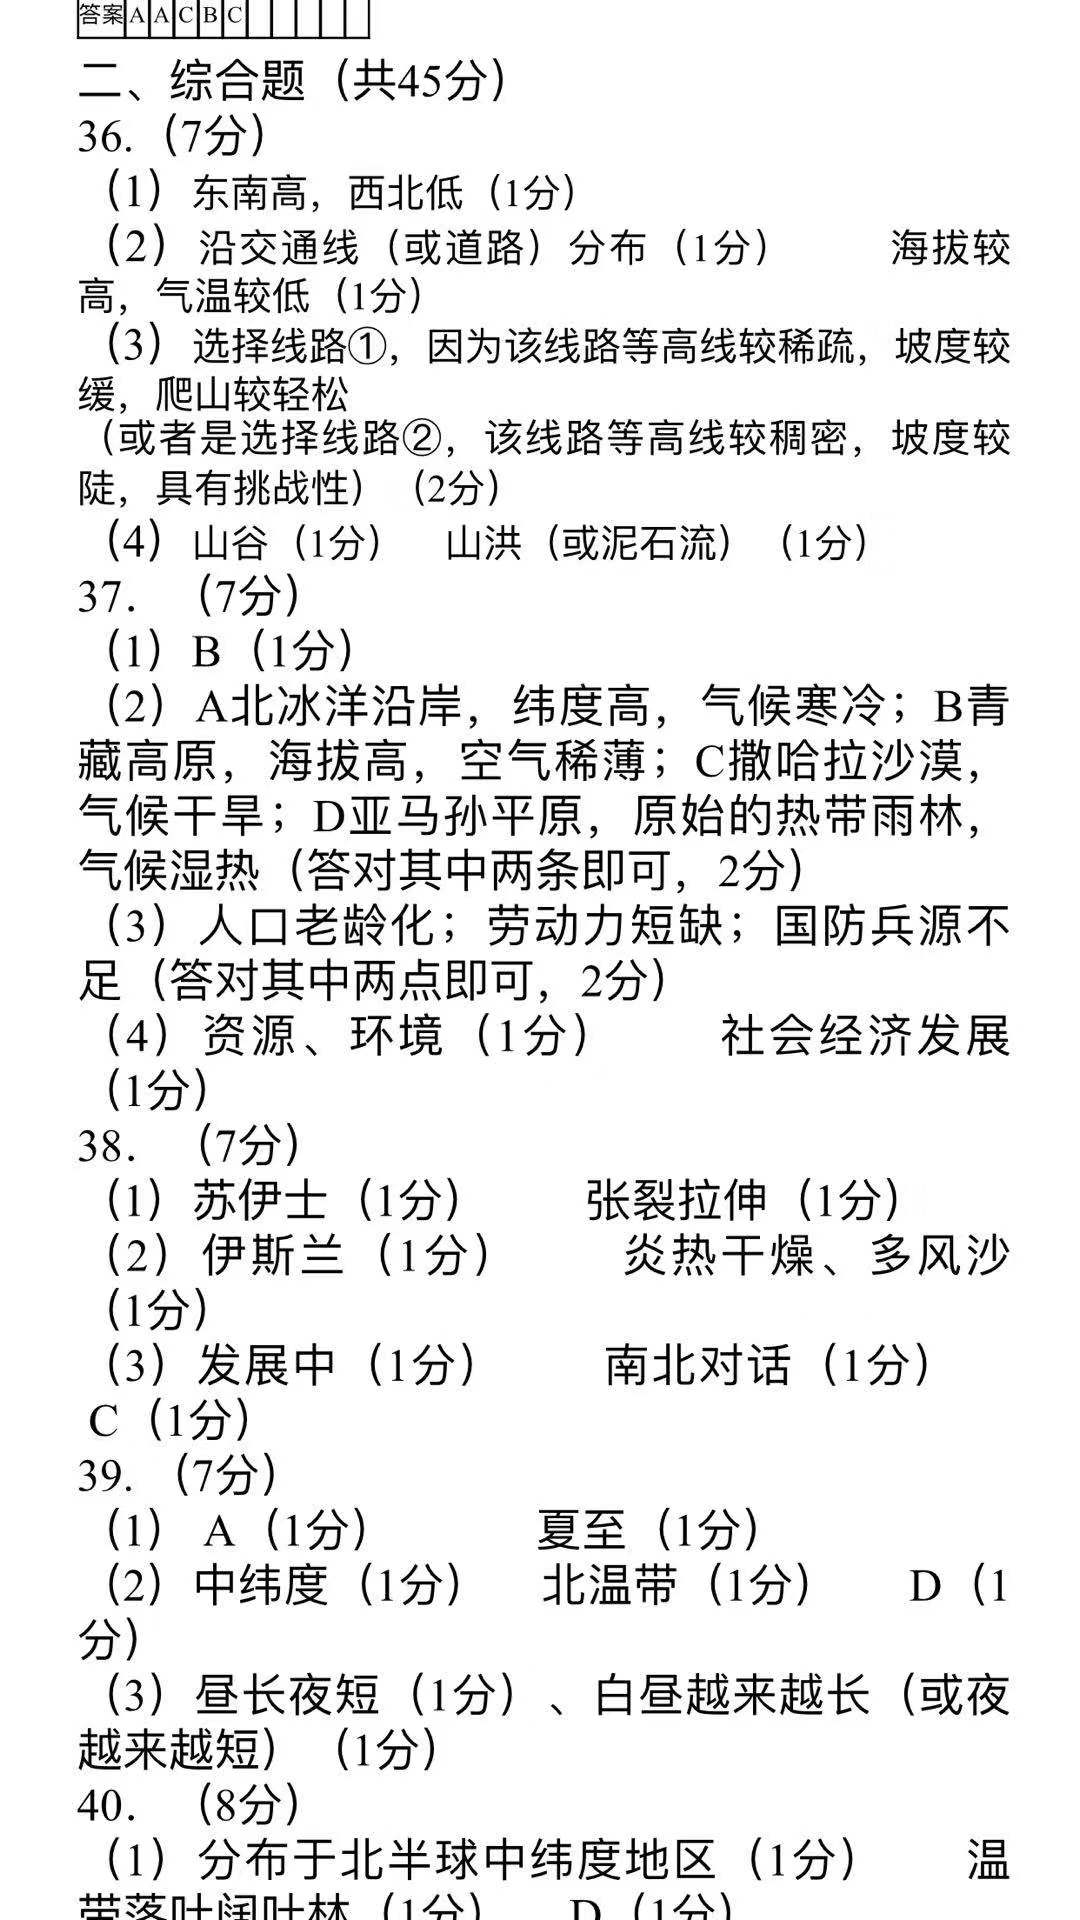 答案 A A C B C
二、综合题（共45分）
36.（7分）
（1）东南高，西北低（1分）
（2）沿交通线（或道路）分布（1分） 海拔较
高，气温较低（1分）
（3）选择线路①，因为该线路等高线较稀疏，坡度较
缓，爬山较轻松
（或者是选择线路②，该线路等高线较稠密，坡度较
陡，具有挑战性）（2分）
（4）山谷（1分） 山洪（或泥石流）（1分）
37. （7分）
（1）B（1分）
（2）A北冰洋沿岸，纬度高，气候寒冷；B青
藏高原，海拔高，空气稀薄；C撒哈拉沙漠，
气候干旱；D亚马孙平原，原始的热带雨林，
气候湿热（答对其中两条即可，2分）
（3）人口老龄化；劳动力短缺；国防兵源不
足（答对其中两点即可，2分）
（4）资源、环境（1分） 社会经济发展
（1分）
38. （7分）
（1）苏伊士（1分） 张裂拉伸（1分）
（2）伊斯兰（1分） 炎热干燥、多风沙
（1分）
（3）发展中（1分） 南北对话（1分）
C（1分）
39. （7分）
（1） A（1分） 夏至（1分）
（2）中纬度（1分） 北温带（1分） D（1
分）
（3）昼长夜短（1分）、白昼越来越长（或夜
越来越短）（1分）
40. （8分）
（1）分布于北半球中纬度地区（1分） 温
带落叶阔叶林（1分） D（1分）